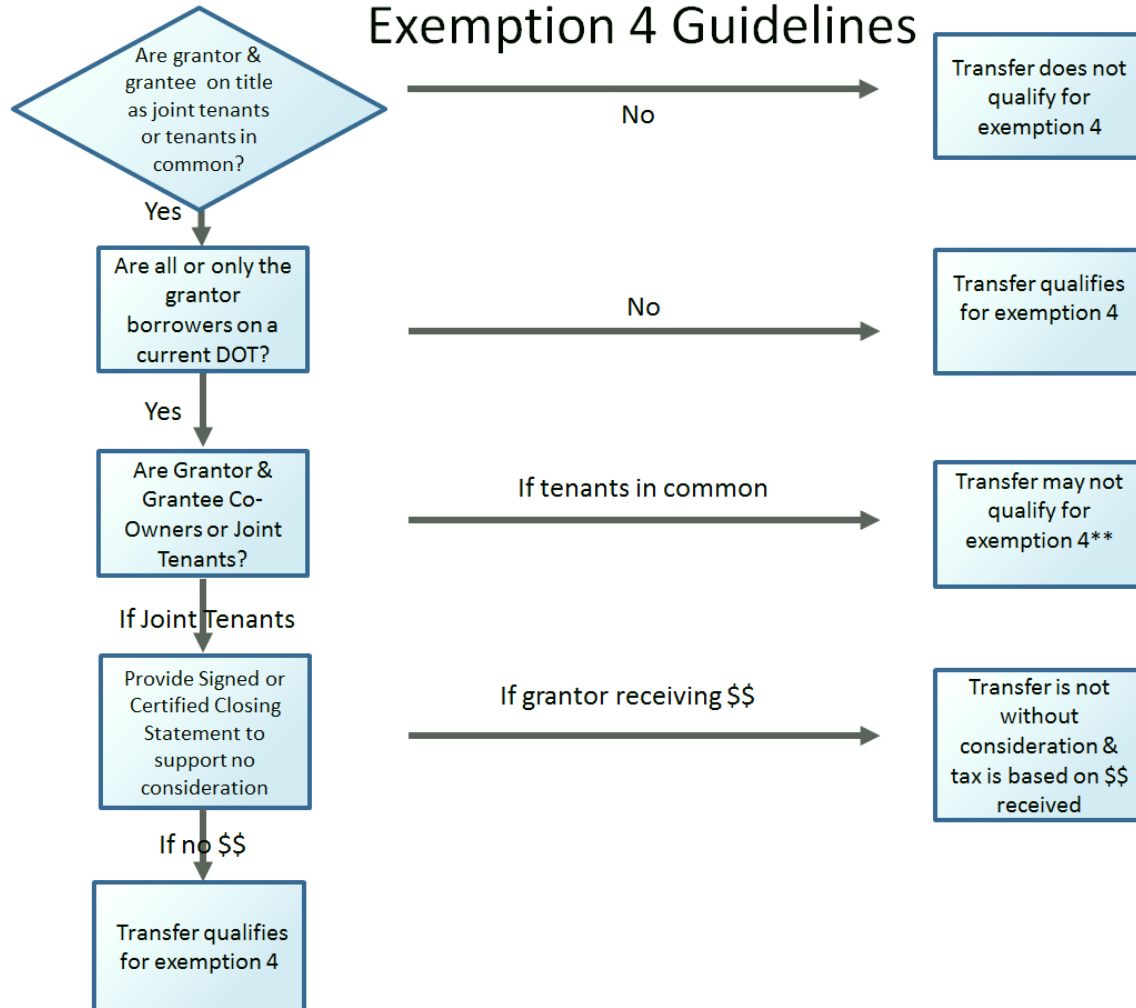 Exemption 4 Guidelines
Are grantor &
grantee on title
as joint tenants
or tenants in
common?
No
Transfer does not
qualify for
exemption 4
Yes
Are all or only the
grantor
borrowers on a
current DOT?
No
Transfer qualifies
for exemption 4
Yes
Are Grantor &
Grantee Co-
Owners or Joint
Tenants?
If tenants in common
Transfer may not
qualify for
exemption 4**
If Joint Tenants
Provide Signed or
Certified Closing
Statement to
support no
consideration
If grantor receiving $$
Transfer is not
without
consideration &
tax is based on $$
received
If no $$
Transfer qualifies
for exemption 4